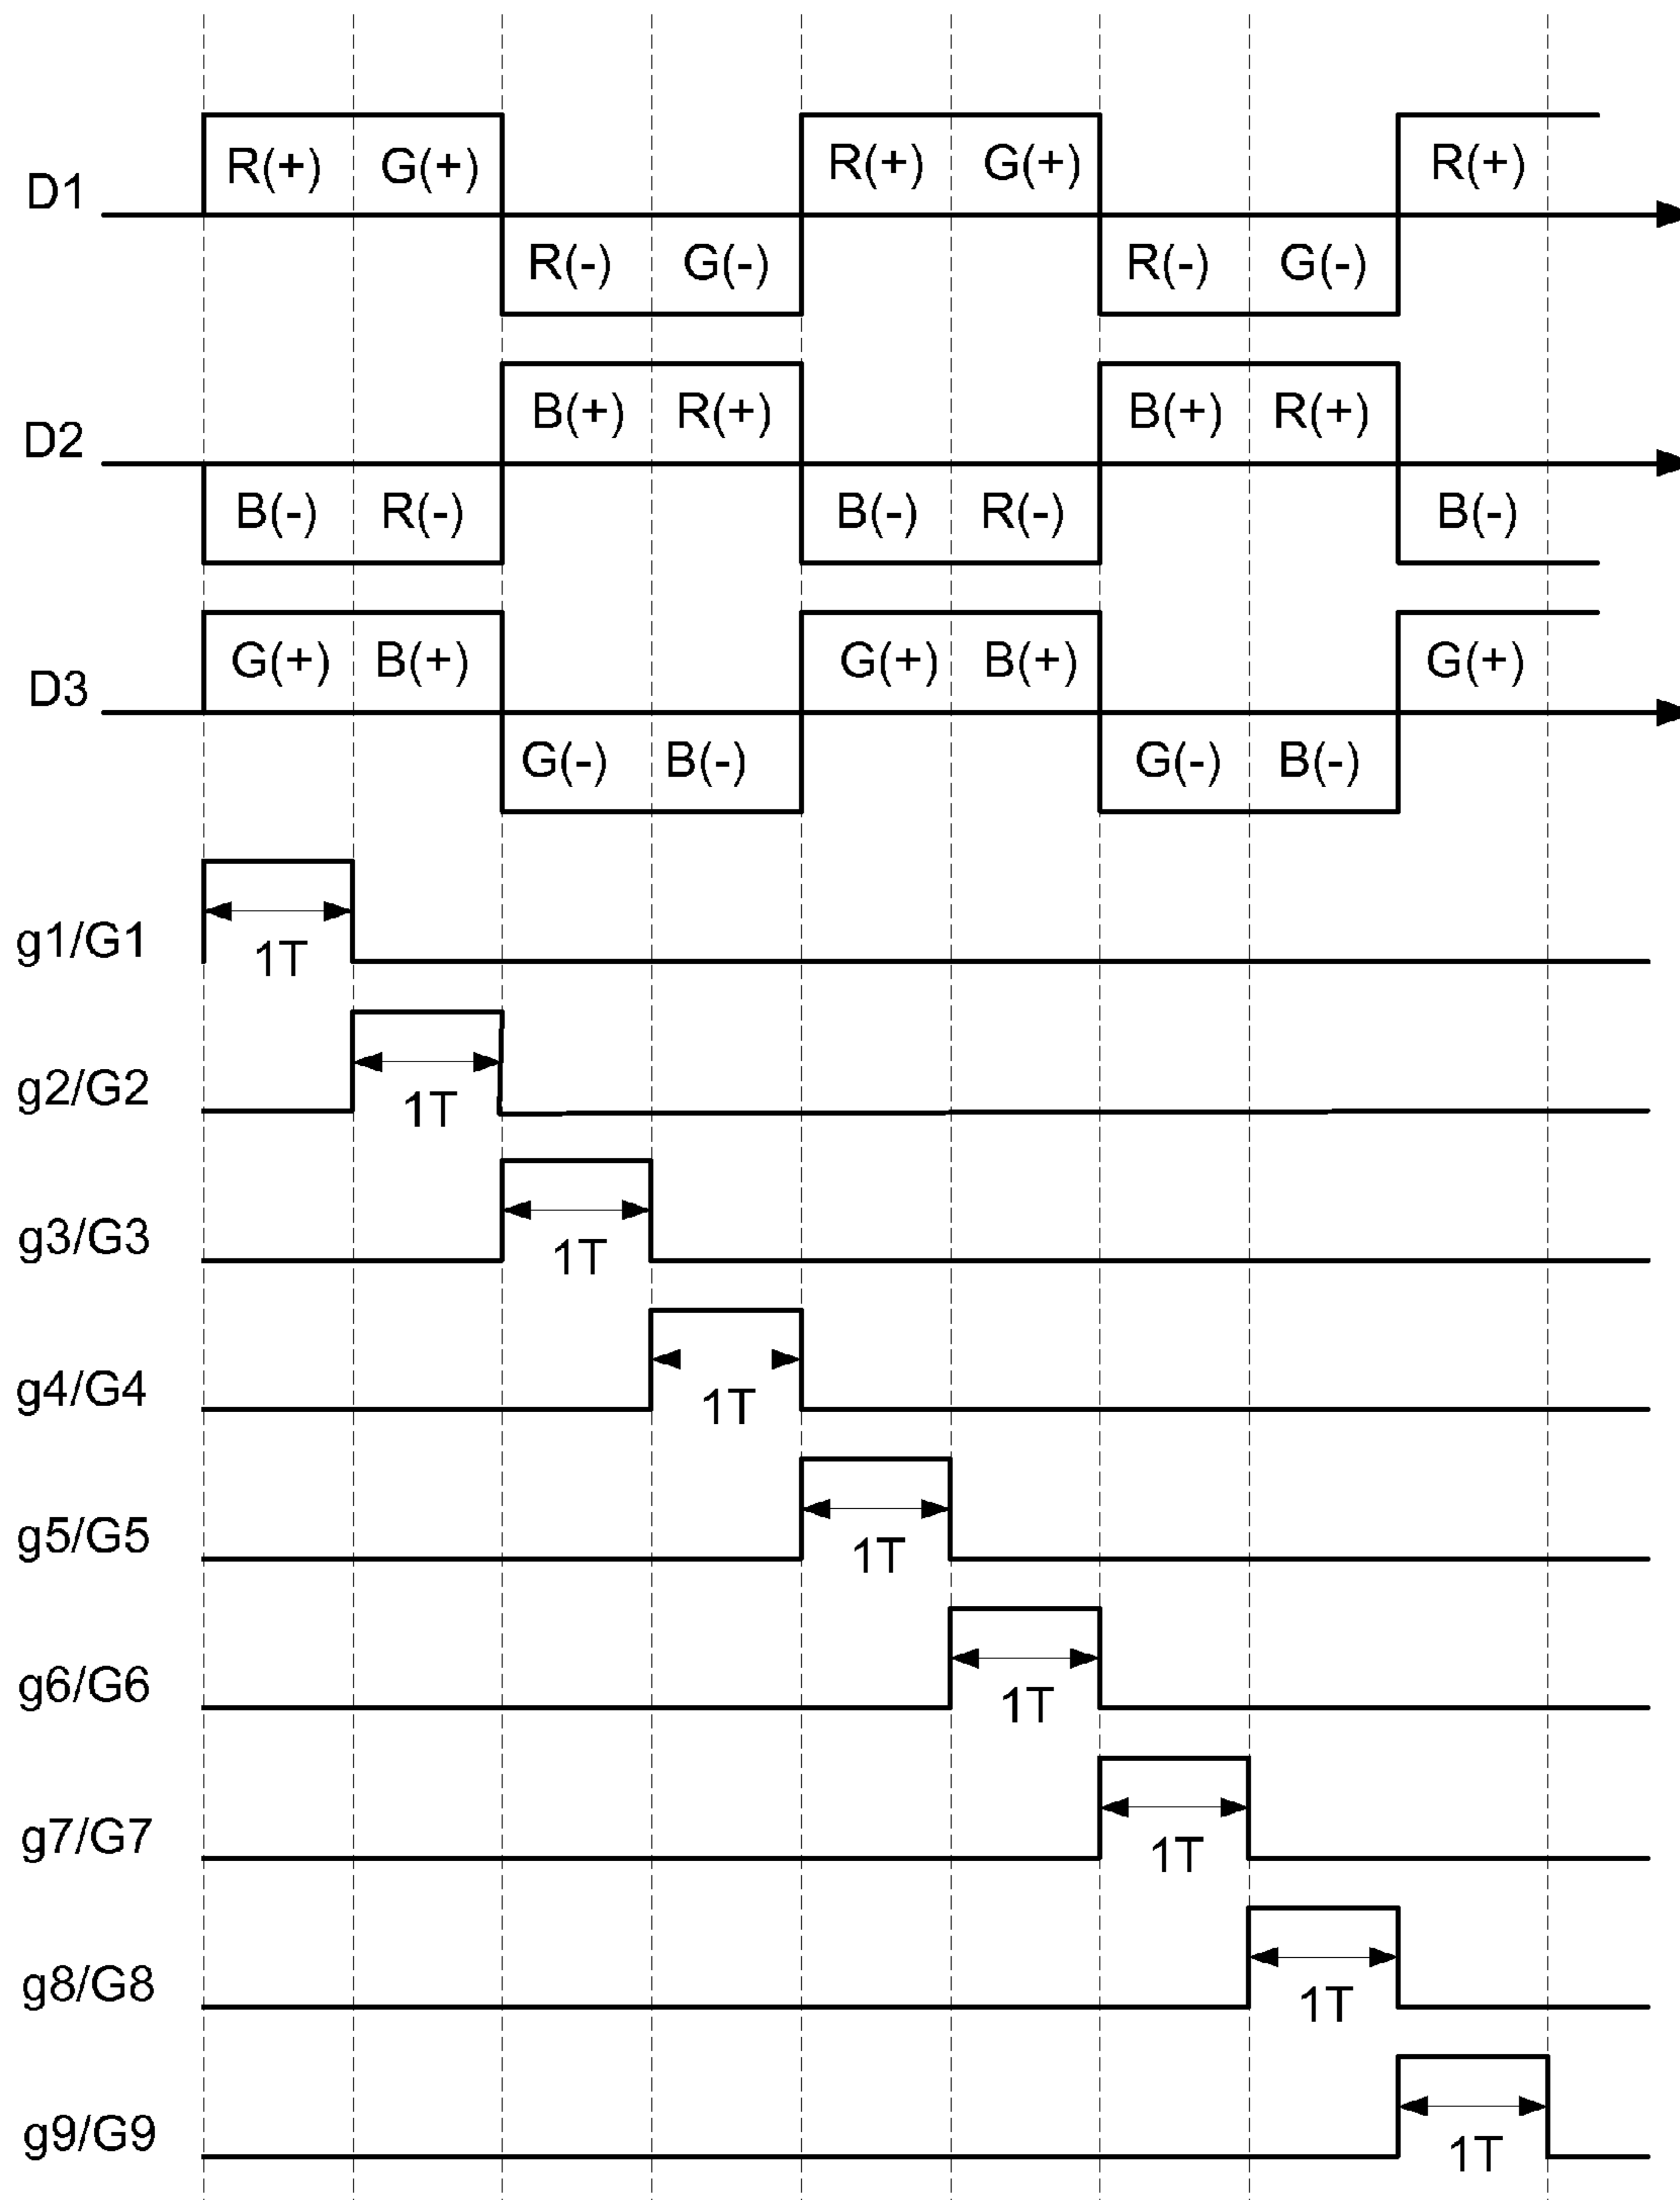 R(+) G(+) R(+) G(+) R(+)
D1
R(-) G(-) R(-) G(-)
B(+) R(+) B(+) R(+)
D2
B(-) R(-) B(-) R(-) B(-)
G(+) B(+) G(+) B(+) G(+)
D3
G(-) B(-) G(-) B(-)
g1/G1 1T
g2/G2 1T
g3/G3 1T
g4/G4 1T
g5/G5 1T
g6/G6 1T
g7/G7 1T
g8/G8 1T
g9/G9 1T